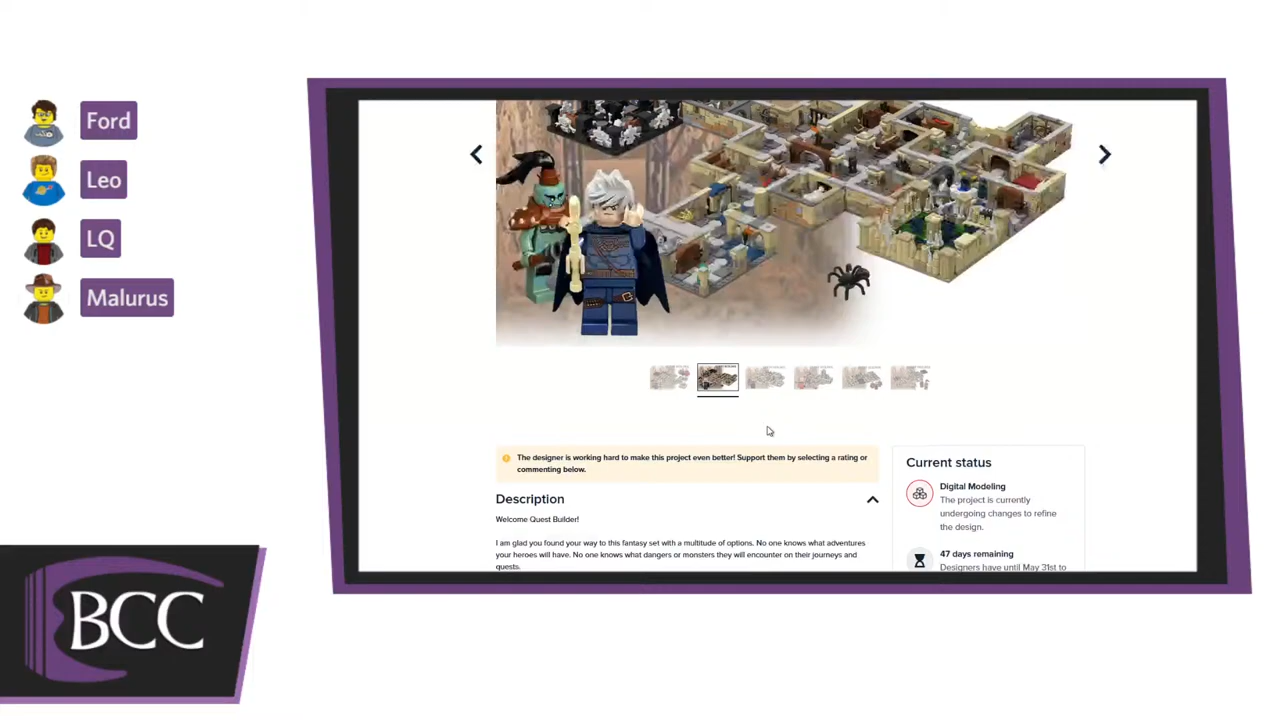 Ford
Leo
LQ
Malurus
BCC
The designer is working hard to make this project even better! Support them by selecting a rating or
commenting below.
Description
Welcome Quest Builder!
I am glad you found your way to this fantasy set with a multitude of options. No one knows what adventures
your heroes will have. No one knows what dangers or monsters they will encounter on their journeys and
quests.
Current status
Digital Modeling
The project is currently
undergoing changes to refine
the design.
47 days remaining
Designers have until May 31st to